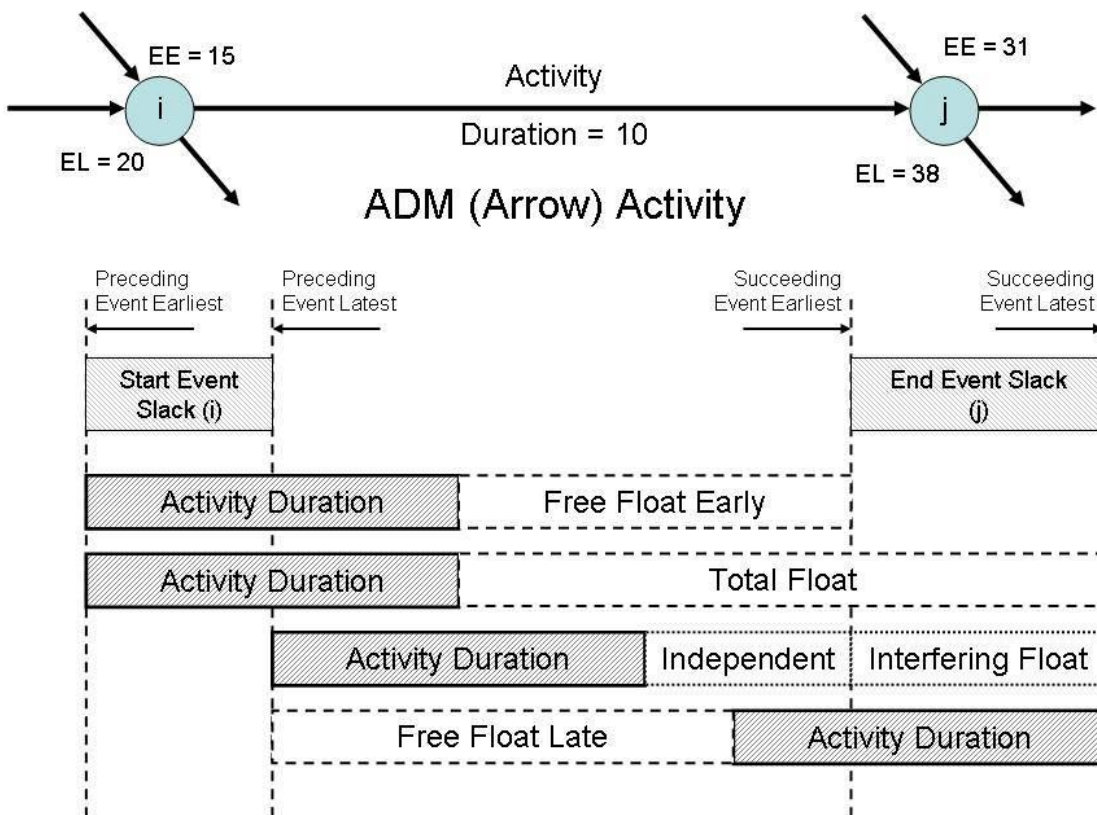 EE = 15
EE = 31
Activity
i
j
Duration = 10
EL = 20
EL = 38
ADM (Arrow) Activity
Preceding
Event Earliest
Preceding
Event Latest
Succeeding
Event Earliest
Succeeding
Event Latest
Start Event
Slack (i)
End Event Slack
(j)
Activity Duration
Free Float Early
Activity Duration
Total Float
Activity Duration
Independent
Interfering Float
Free Float Late
Activity Duration